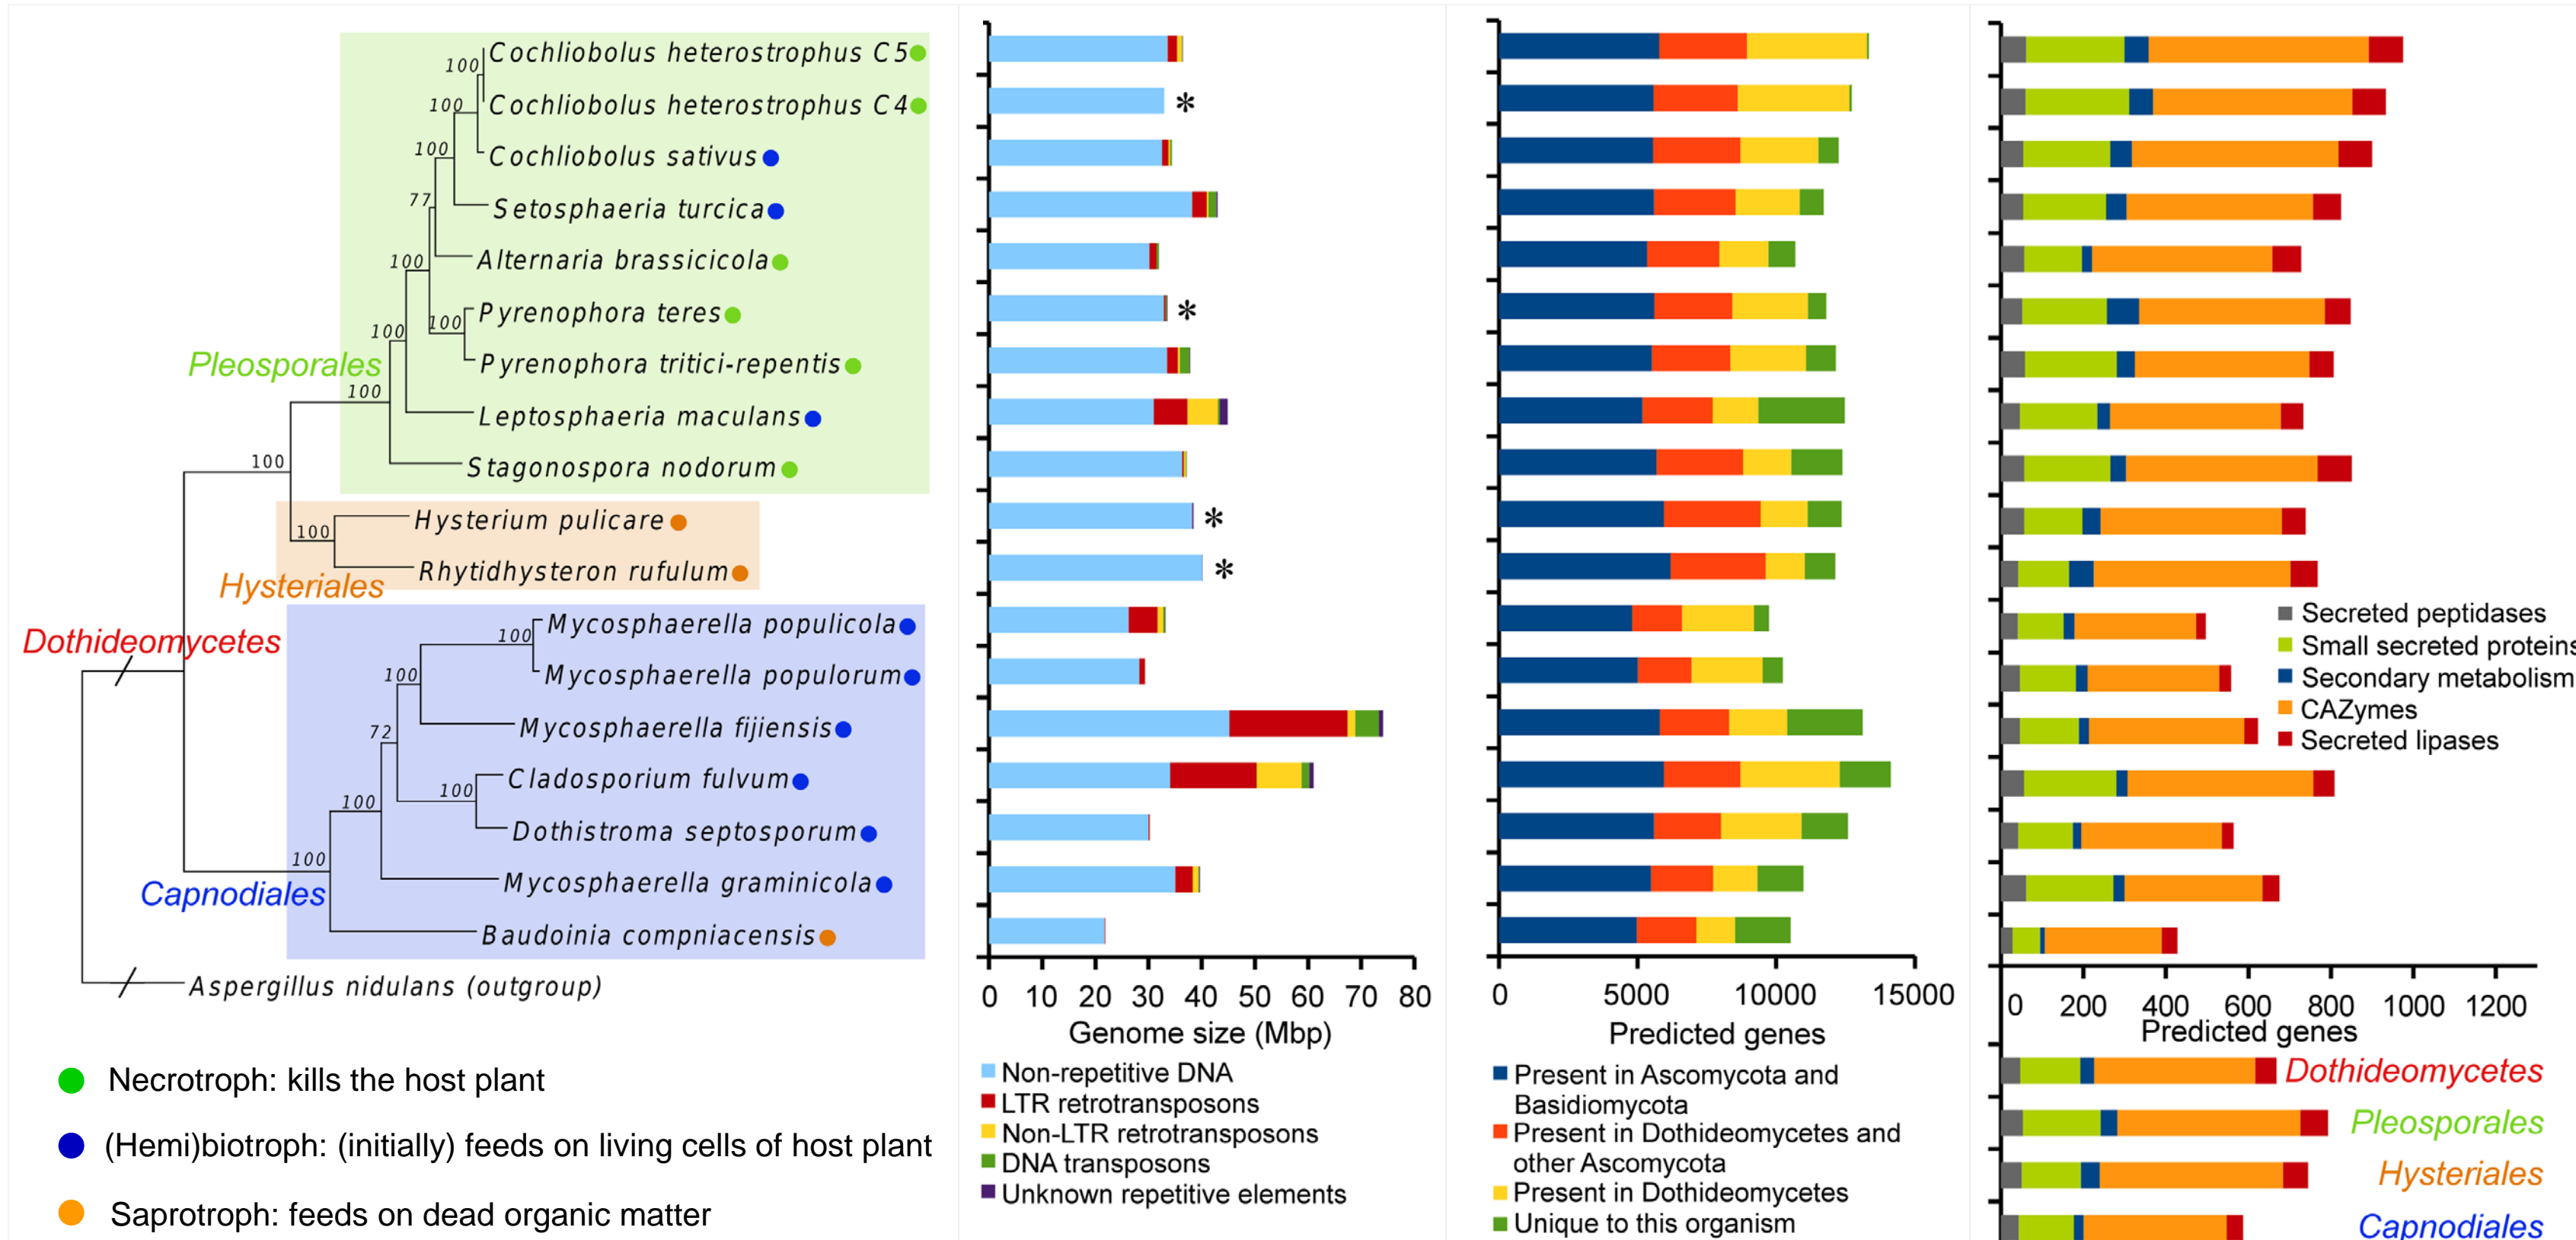 Cochliobolus heterostrophus C5
100
Cochliobolus heterostrophus C4
100
Cochliobolus sativus
100
Setosphaeria turcica
77
Alternaria brassicicola
100
Pyrenophora teres
100
100
Pyrenophora tritici-repentis
Pleosporales
100
Leptosphaeria maculans
100
Stagonospora nodorum
Hysterium pulicare
100
Rhytidhysteron rufulum
Hysteriales
Mycosphaerella populicola
100
Dothideomycetes
Mycosphaerella populorum
100
Mycosphaerella fijiensis
72
Cladosporium fulvum
100
100
Dothistroma septosporum
100
Mycosphaerella graminicola
Capnodiales
Baudoinia compniacensis
Aspergillus nidulans (outgroup)
Necrotroph: kills the host plant
(Hemi)biotroph: (initially) feeds on living cells of host plant
Saprotroph: feeds on dead organic matter
*
*
*
*
0 10 20 30 40 50 60 70 80
Genome size (Mbp)
Non-repetitive DNA
LTR retrotransposons
Non-LTR retrotransposons
DNA transposons
Unknown repetitive elements
0 5000 10000 15000
Predicted genes
Present in Ascomycota and
Basidiomycota
Present in Dothideomycetes and
other Ascomycota
Present in Dothideomycetes
Unique to this organism
Secreted peptidases
Small secreted proteins
Secondary metabolism
CAZymes
Secreted lipases
0 200 400 600 800 1000 1200
Predicted genes
Dothideomycetes
Pleosporales
Hysteriales
Capnodiales